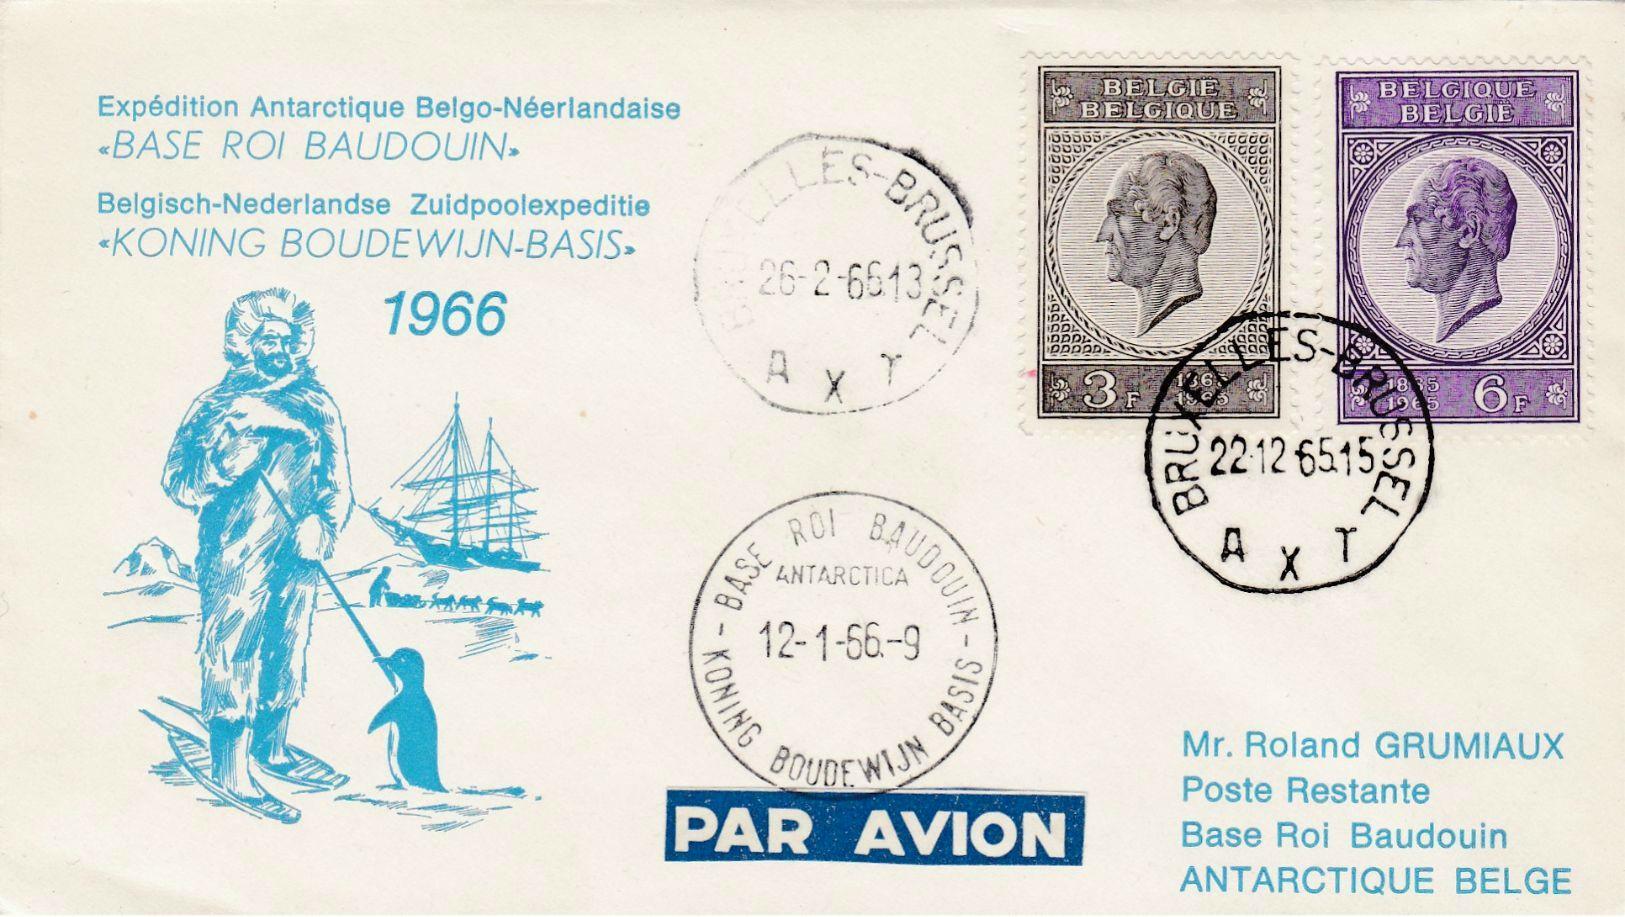 Expédition Antarctique Belgo-Néerlandaise
«BASE ROI BAUDOUIN»
Belgisch-Nederlandse Zuidpoolexpeditie
«KONING BOUDEWIJN-BASIS»
1966
BRUXELLES-BRUSSEL
26-2-66.13
A X T
BELGIË
BELGIQUE
3F
1865
1965
BELGIQUE
BELGIË
1865
1965
6F
BRUXELLES-BRUSSEL
22-12-65.15
A X T
- BASE ROI BAUDOUIN -
ANTARCTICA
12-1-66.-9
KONING BOUDEWIJN BASIS
PAR AVION
Mr. Roland GRUMIAUX
Poste Restante
Base Roi Baudouin
ANTARCTIQUE BELGE